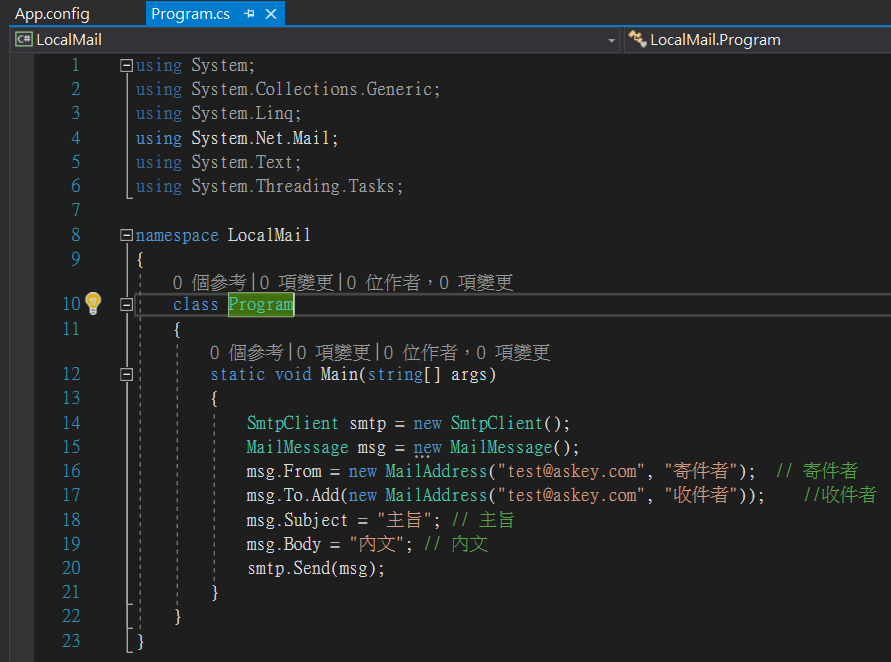 App.config Program.cs
C# LocalMail LocalMail.Program
1 using System;
2 using System.Collections.Generic;
3 using System.Linq;
4 using System.Net.Mail;
5 using System.Text;
6 using System.Threading.Tasks;
7
8 namespace LocalMail
9 {
0 個參考|0 項變更|0 位作者，0 項變更
10 class Program
11 {
0 個參考|0 項變更|0 位作者，0 項變更
12 static void Main(string[] args)
13 {
14 SmtpClient smtp = new SmtpClient();
15 MailMessage msg = new MailMessage();
16 msg.From = new MailAddress("test@askey.com", "寄件者"); // 寄件者
17 msg.To.Add(new MailAddress("test@askey.com", "收件者")); //收件者
18 msg.Subject = "主旨"; // 主旨
19 msg.Body = "內文"; // 內文
20 smtp.Send(msg);
21 }
22 }
23 }